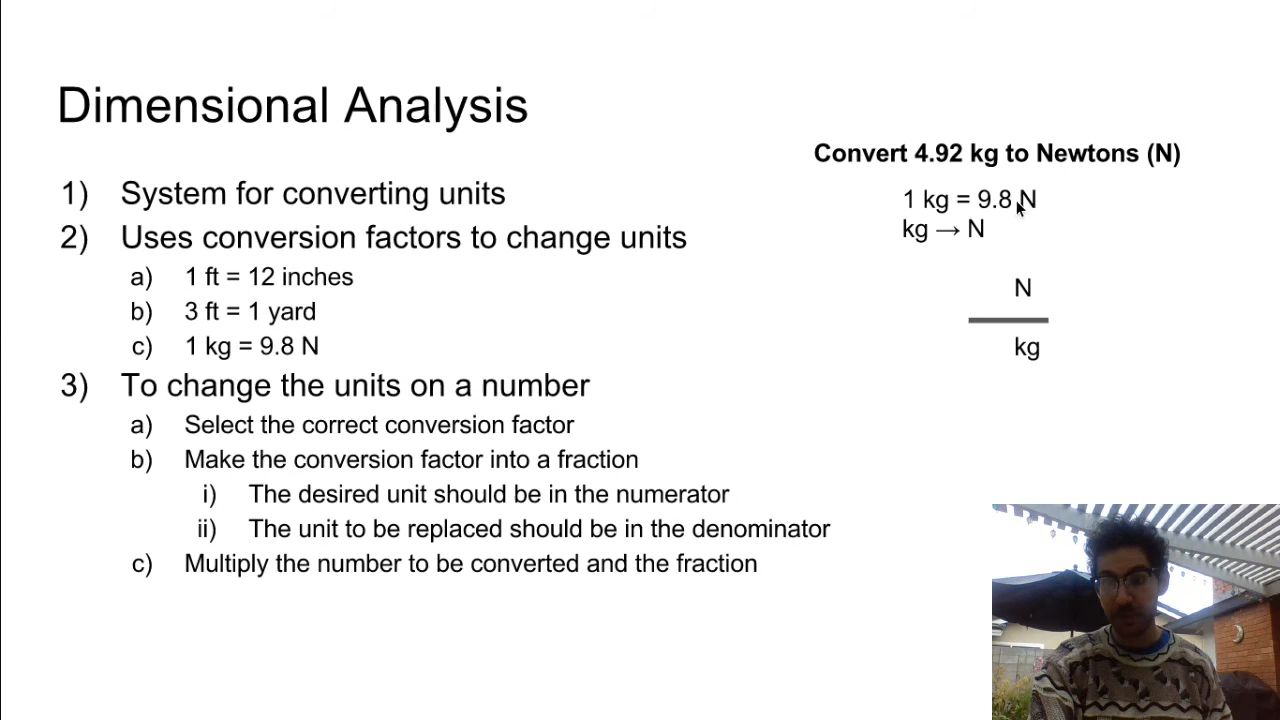 Dimensional Analysis
1) System for converting units
2) Uses conversion factors to change units
a) 1 ft = 12 inches
b) 3 ft = 1 yard
c) 1 kg = 9.8 N
3) To change the units on a number
a) Select the correct conversion factor
b) Make the conversion factor into a fraction
i) The desired unit should be in the numerator
ii) The unit to be replaced should be in the denominator
c) Multiply the number to be converted and the fraction
Convert 4.92 kg to Newtons (N)
1 kg = 9.8 N
kg → N
N
kg